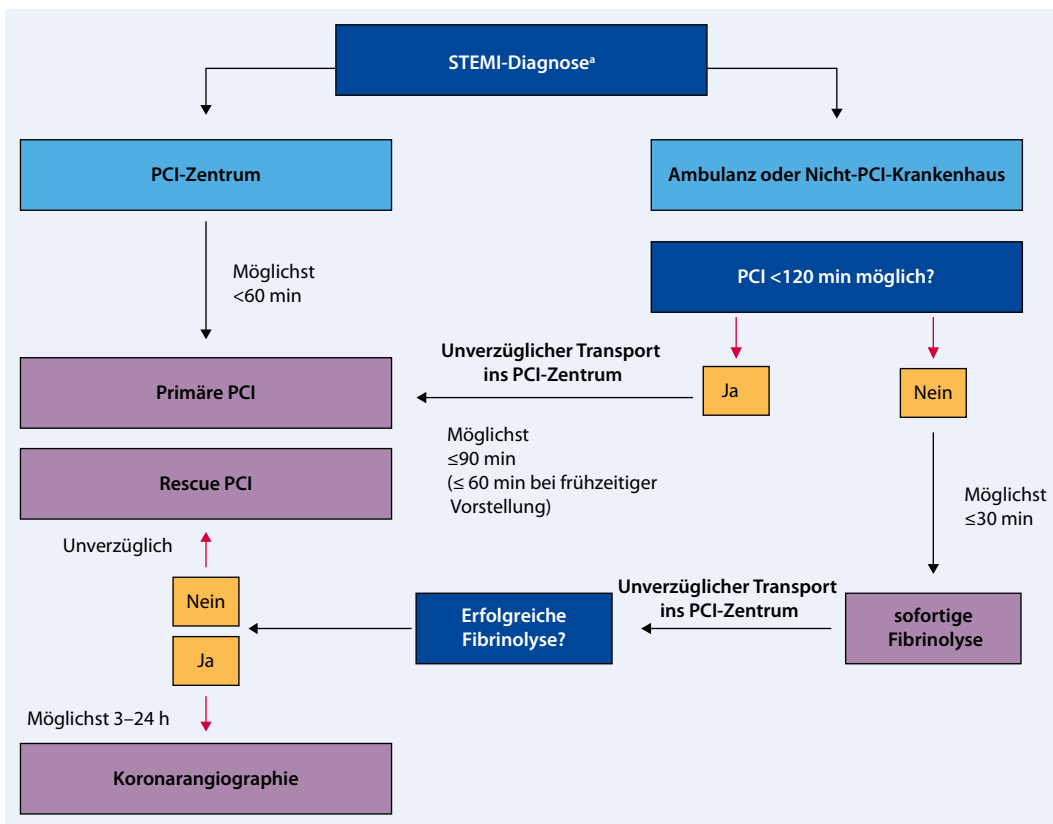 STEMI-Diagnoseᵃ
PCI-Zentrum
Ambulanz oder Nicht-PCI-Krankenhaus
Möglichst
<60 min
PCI <120 min möglich?
Unverzüglicher Transport
ins PCI-Zentrum
Ja
Nein
Primäre PCI
Möglichst
≤90 min
(≤ 60 min bei frühzeitiger
Vorstellung)
Rescue PCI
Möglichst
≤30 min
Unverzüglich
Nein
Ja
Erfolgreiche
Fibrinolyse?
Unverzüglicher Transport
ins PCI-Zentrum
sofortige
Fibrinolyse
Möglichst 3–24 h
Koronarangiographie